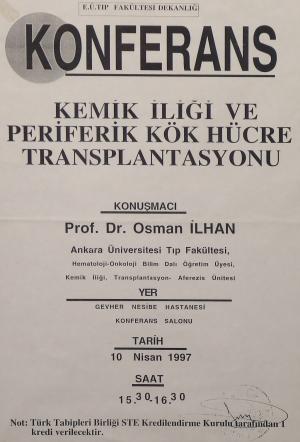 E.Ü.TIP FAKÜLTESİ DEKANLIĞI
KONFERANS
KEMİK İLİĞİ VE
PERİFERİK KÖK HÜCRE
TRANSPLANTASYONU
KONUŞMACI
Prof. Dr. Osman İLHAN
Ankara Üniversitesi Tıp Fakültesi,
Hematoloji-Onkoloji Bilim Dalı Öğretim Üyesi,
Kemik İliği, Transplantasyon- Aferezis Ünitesi
YER
GEVHER NESİBE HASTANESİ
KONFERANS SALONU
TARİH
10 Nisan 1997
SAAT
15.30-16.30
Not: Türk Tabipleri Birliği STE Kredilendirme Kurulu tarafından 1
kredi verilecektir.